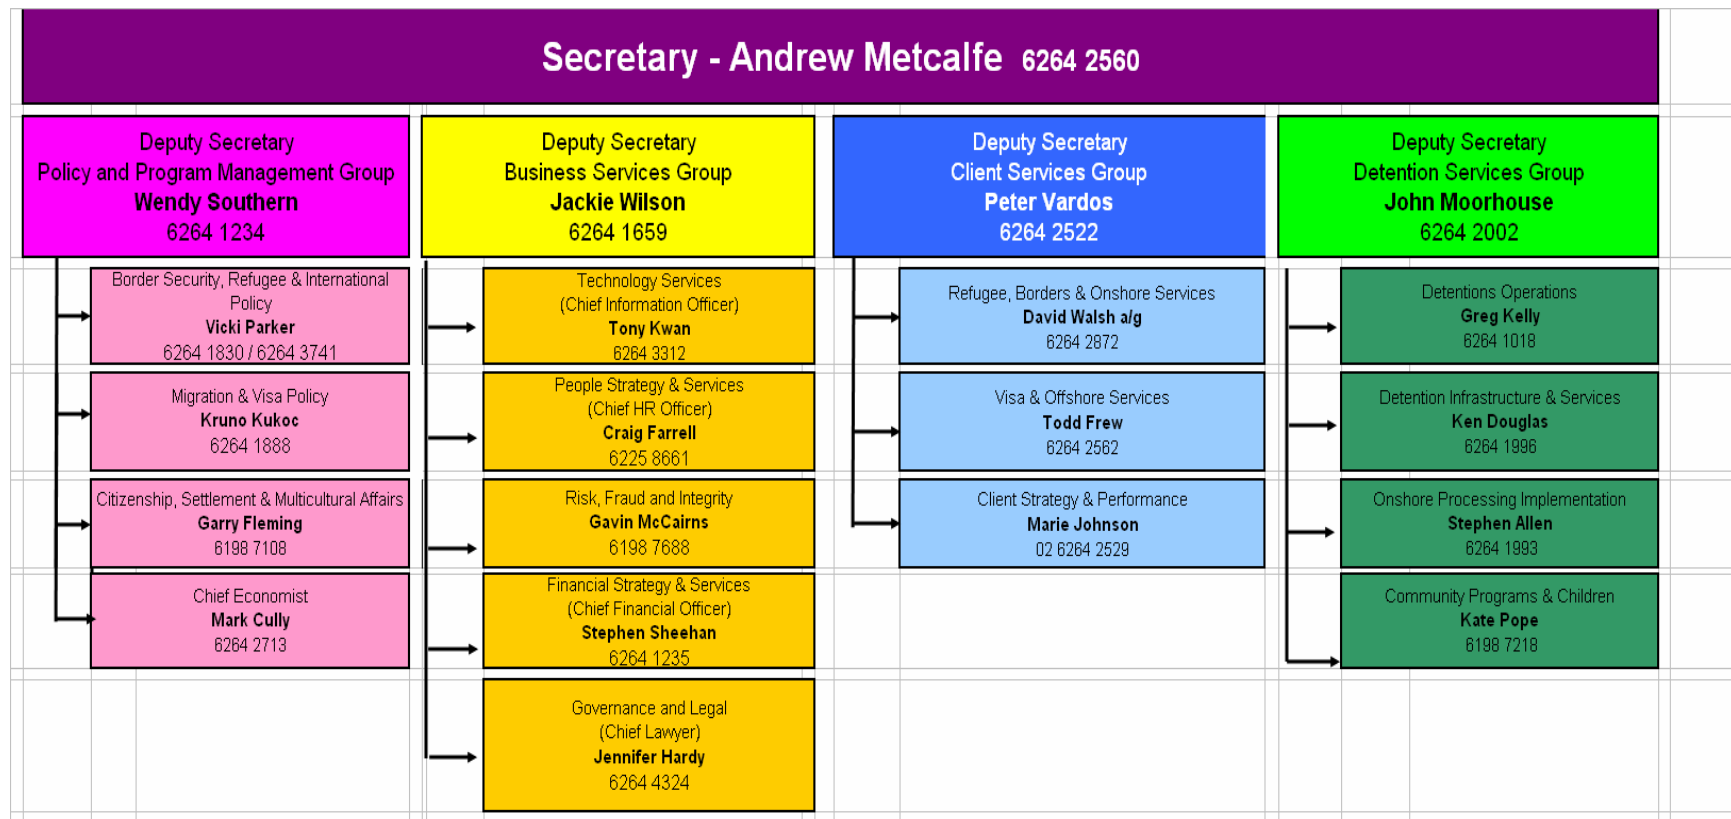 Secretary - Andrew Metcalfe 6264 2560
Deputy Secretary
Policy and Program Management Group
Wendy Southern
6264 1234
Border Security, Refugee & International
Policy
Vicki Parker
6264 1830 / 6264 3741
Migration & Visa Policy
Kruno Kukoc
6264 1888
Citizenship, Settlement & Multicultural Affairs
Garry Fleming
6198 7108
Chief Economist
Mark Cully
6264 2713
Deputy Secretary
Business Services Group
Jackie Wilson
6264 1659
Technology Services
(Chief Information Officer)
Tony Kwan
6264 3312
People Strategy & Services
(Chief HR Officer)
Craig Farrell
6225 8661
Risk, Fraud and Integrity
Gavin McCairns
6198 7688
Financial Strategy & Services
(Chief Financial Officer)
Stephen Sheehan
6264 1235
Governance and Legal
(Chief Lawyer)
Jennifer Hardy
6264 4324
Deputy Secretary
Client Services Group
Peter Vardos
6264 2522
Refugee, Borders & Onshore Services
David Walsh a/g
6264 2872
Visa & Offshore Services
Todd Frew
6264 2562
Client Strategy & Performance
Marie Johnson
02 6264 2529
Deputy Secretary
Detention Services Group
John Moorhouse
6264 2002
Detentions Operations
Greg Kelly
6264 1018
Detention Infrastructure & Services
Ken Douglas
6264 1996
Onshore Processing Implementation
Stephen Allen
6264 1993
Community Programs & Children
Kate Pope
6198 7218